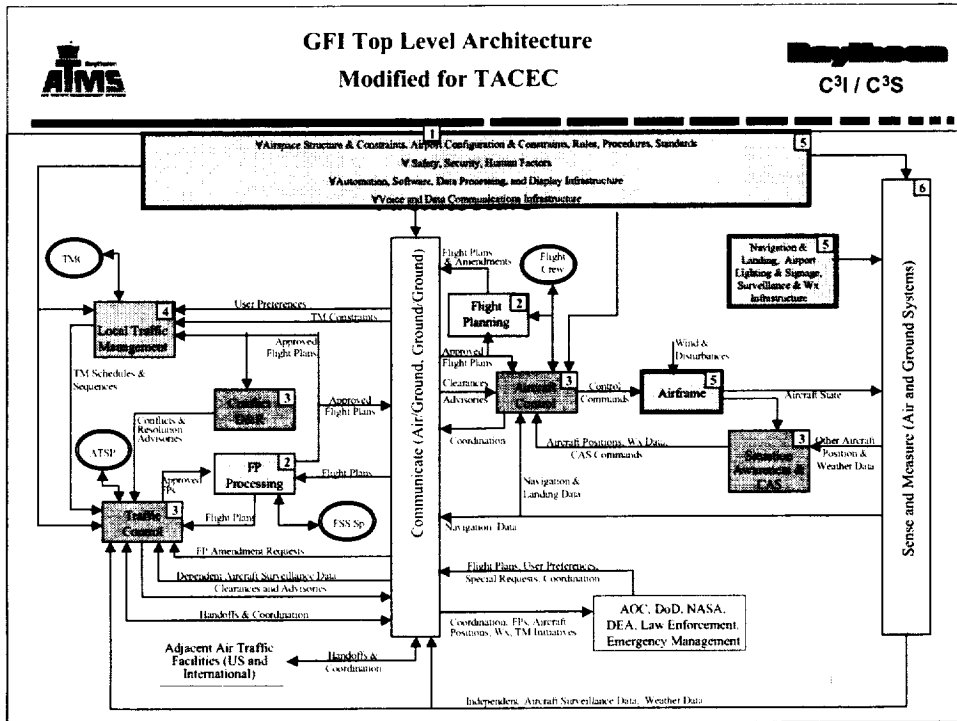 GFI Top Level Architecture
Modified for TACEC
Raytheon
ATMS
Raytheon
C³I / C³S
1
5
∀Airspace Structure & Constraints, Airport Configuration & Constraints, Rules, Procedures, Standards
∀ Safety, Security, Human Factors
∀Automation, Software, Data Processing, and Display Infrastructure
∀Voice and Data Communications Infrastructure
6
Sense and Measure (Air and Ground Systems)
Communicate (Air/Ground, Ground/Ground)
TMC
4
Local Traffic
Management
User Preferences
TM Constraints
Approved
Flight Plans
TM Schedules &
Sequences
3
Conflict
D&R
Approved
Flight Plans
Conflicts &
Resolution
Advisories
ATSP
2
FP
Processing
Approved
FPs
Flight Plans
3
Traffic
Control
Flight Plans
FSS Sp
FP Amendment Requests
Dependent Aircraft Surveillance Data
Clearances and Advisories
Handoffs & Coordination
Adjacent Air Traffic
Facilities (US and
International)
Handoffs &
Coordination
Flight Plans
& Amendments
Flight
Crew
2
Flight
Planning
5
Navigation &
Landing, Airport
Lighting & Signage,
Surveillance & Wx
Infrastructure
Approved
Flight Plans
Clearances
Advisories
3
Aircraft
Control
Control
Commands
Wind &
Disturbances
5
Airframe
Aircraft State
Coordination
Aircraft Positions, Wx Data,
CAS Commands
3
Situation
Awareness &
CAS
Other Aircraft
Position &
Weather Data
Navigation &
Landing Data
Navigation Data
Flight Plans, User Preferences,
Special Requests, Coordination
AOC, DoD, NASA,
DEA, Law Enforcement,
Emergency Management
Coordination, FPs, Aircraft
Positions, Wx, TM Initiatives
Independent Aircraft Surveillance Data, Weather Data